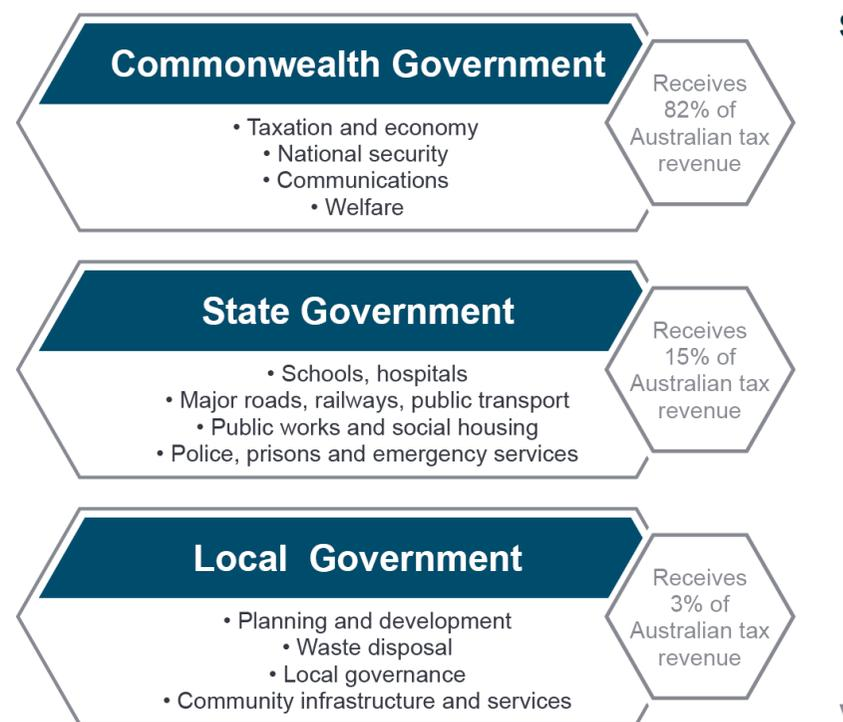 Commonwealth Government
• Taxation and economy
• National security
• Communications
• Welfare
Receives
82% of
Australian tax
revenue
State Government
• Schools, hospitals
• Major roads, railways, public transport
• Public works and social housing
• Police, prisons and emergency services
Receives
15% of
Australian tax
revenue
Local  Government
• Planning and development
• Waste disposal
• Local governance
• Community infrastructure and services
Receives
3% of
Australian tax
revenue